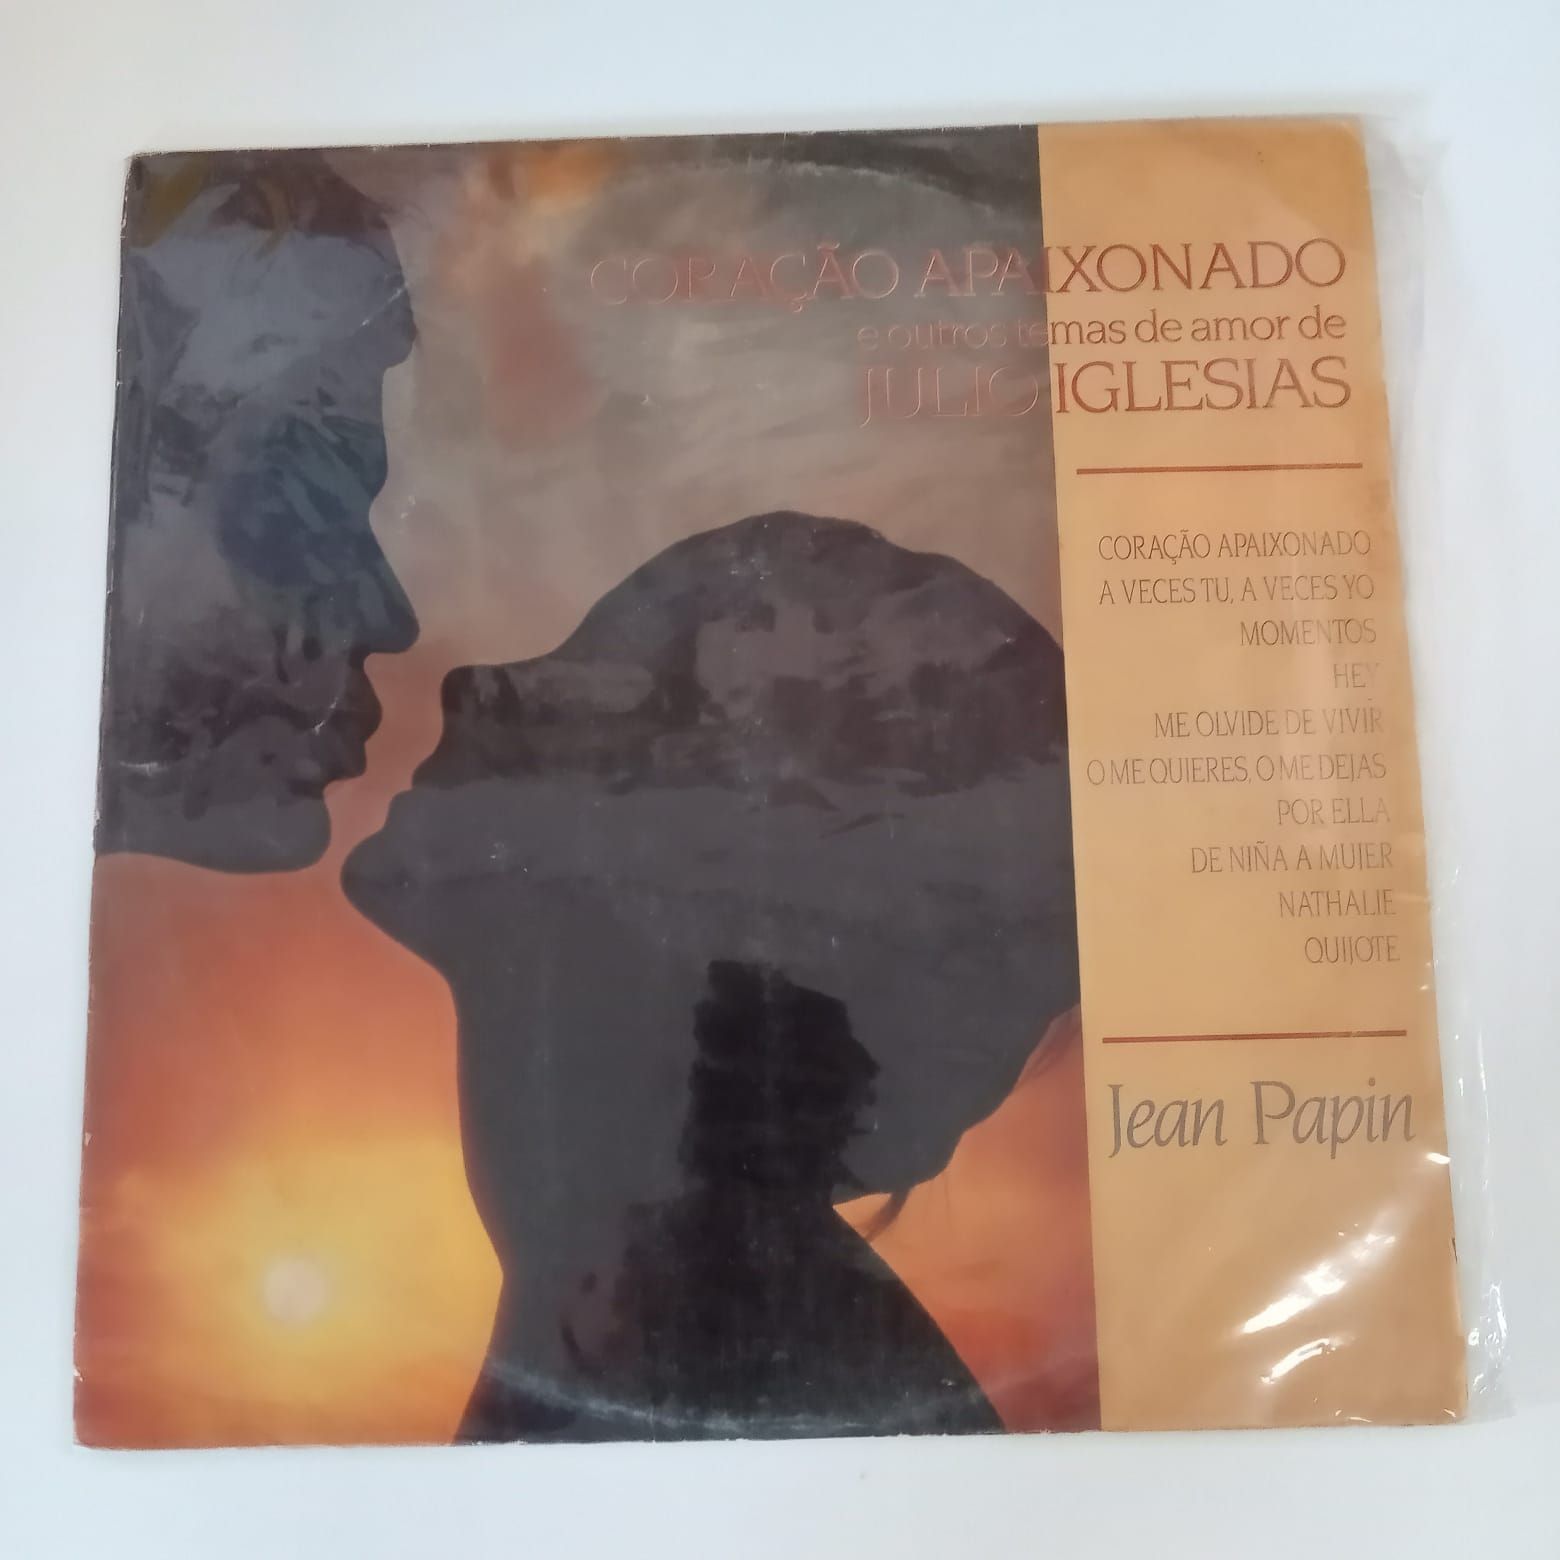 CORAÇÃO APAIXONADO
e outros temas de amor de
JULIO IGLESIAS
CORAÇÃO APAIXONADO
A VECES TU, A VECES YO
MOMENTOS
HEY
ME OLVIDE DE VIVIR
O ME QUIERES, O ME DEJAS
POR ELLA
DE NIÑA A MUJER
NATHALIE
QUIJOTE
Jean Papin